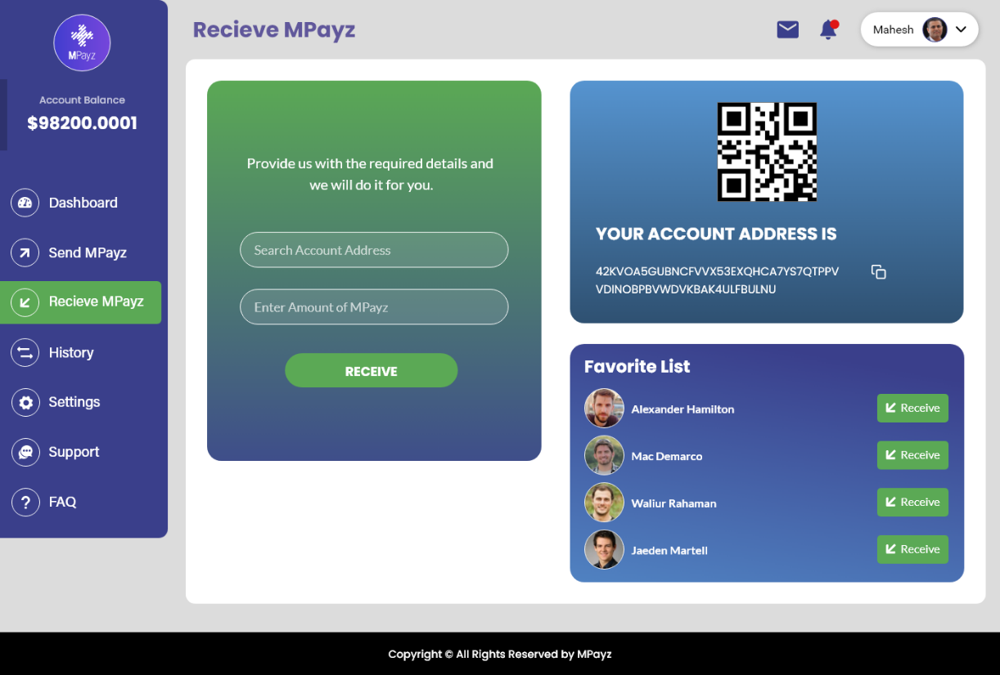 MPayz
Account Balance
$98200.0001
Dashboard
Send MPayz
Recieve MPayz
History
Settings
Support
FAQ
Recieve MPayz
Mahesh
Provide us with the required details and
we will do it for you.
Search Account Address
Enter Amount of MPayz
RECEIVE
YOUR ACCOUNT ADDRESS IS
42KVOA5GUBNCFVVX53EXQHCA7YS7QTPPV
VDINOBPBVWDVKBAK4ULFBULNU
Favorite List
Alexander Hamilton
Receive
Mac Demarco
Receive
Waliur Rahaman
Receive
Jaeden Martell
Receive
Copyright © All Rights Reserved by MPayz